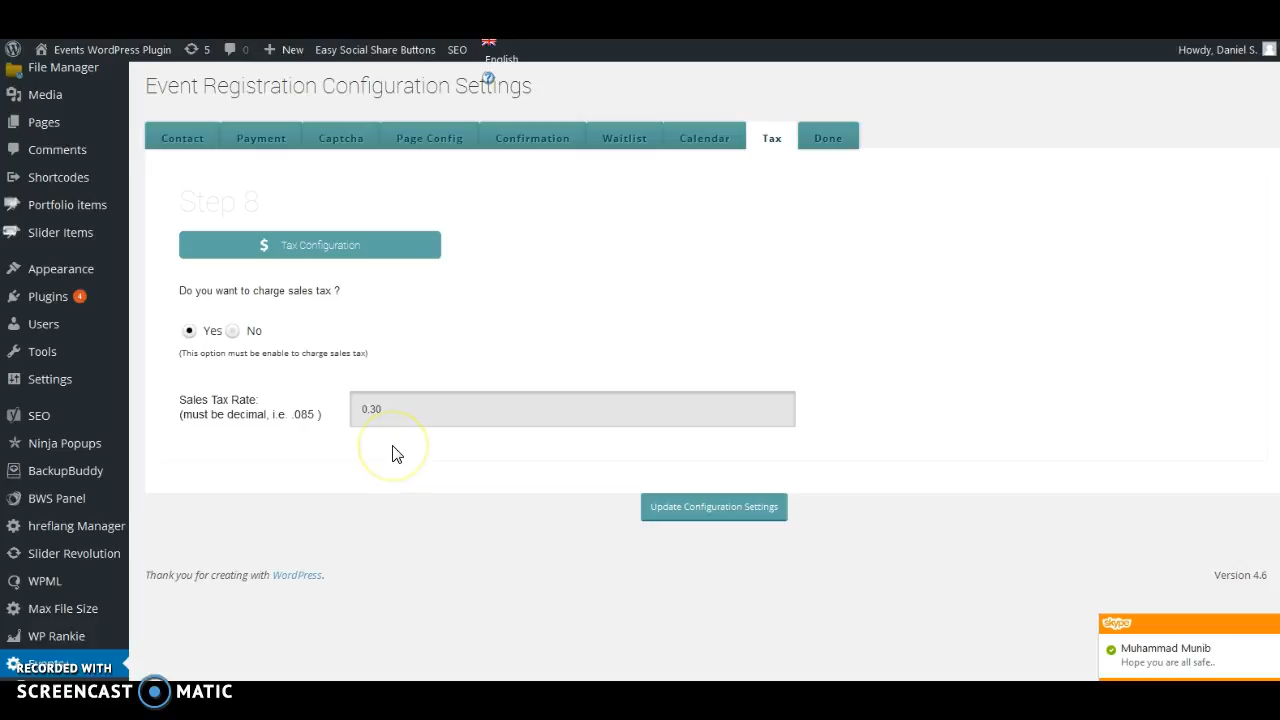 Events WordPress Plugin 5 0 New Easy Social Share Buttons SEO English Howdy, Daniel S.
File Manager
Media
Pages
Comments
Shortcodes
Portfolio items
Slider Items
Appearance
Plugins 4
Users
Tools
Settings
SEO
Ninja Popups
BackupBuddy
BWS Panel
hreflang Manager
Slider Revolution
WPML
Max File Size
WP Rankie
Event Registration Configuration Settings
Contact Payment Captcha Page Config Confirmation Waitlist Calendar Tax Done
Step 8
$ Tax Configuration
Do you want to charge sales tax ?
Yes No
(This option must be enable to charge sales tax)
Sales Tax Rate:
(must be decimal, i.e. .085 )
0.30
Update Configuration Settings
Thank you for creating with WordPress.
Version 4.6
skype
Muhammad Munib
Hope you are all safe..
RECORDED WITH
SCREENCAST MATIC